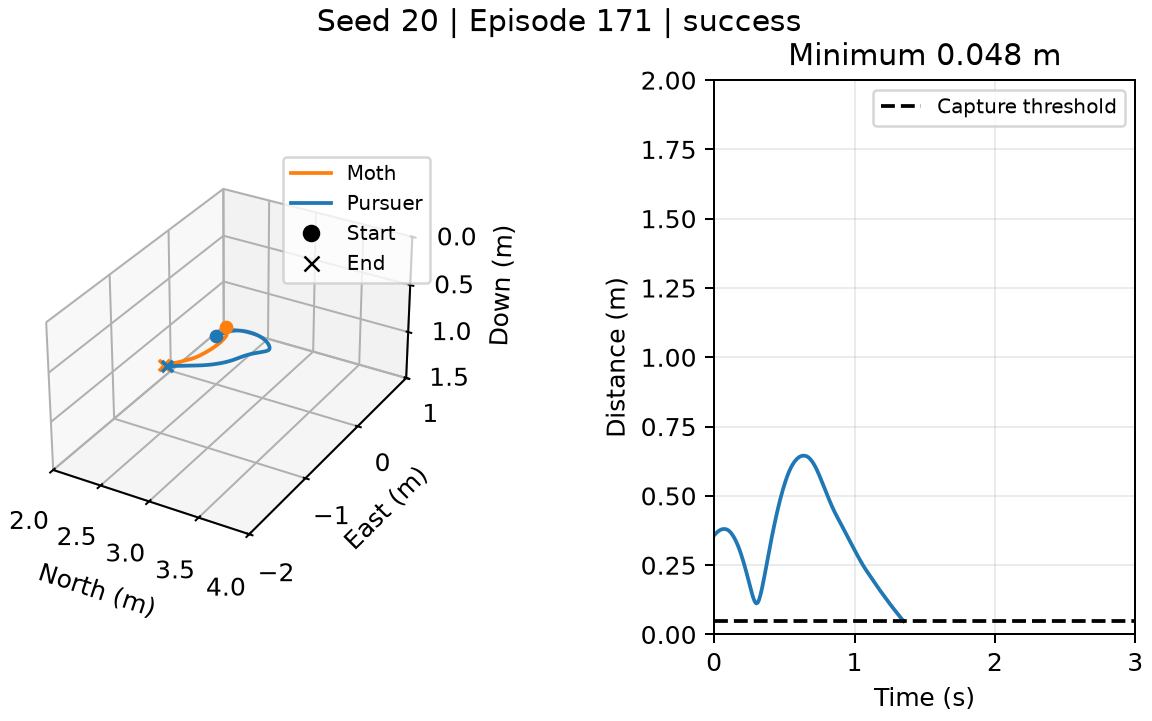 Seed 20 | Episode 171 | success
Moth
Pursuer
Start
End
0.0
0.5
1.0
1.5
Down (m)
1
0
−1
−2
East (m)
2.0
2.5
3.0
3.5
4.0
North (m)
Minimum 0.048 m
Capture threshold
2.00
1.75
1.50
1.25
1.00
0.75
0.50
0.25
0.00
Distance (m)
0
1
2
3
Time (s)